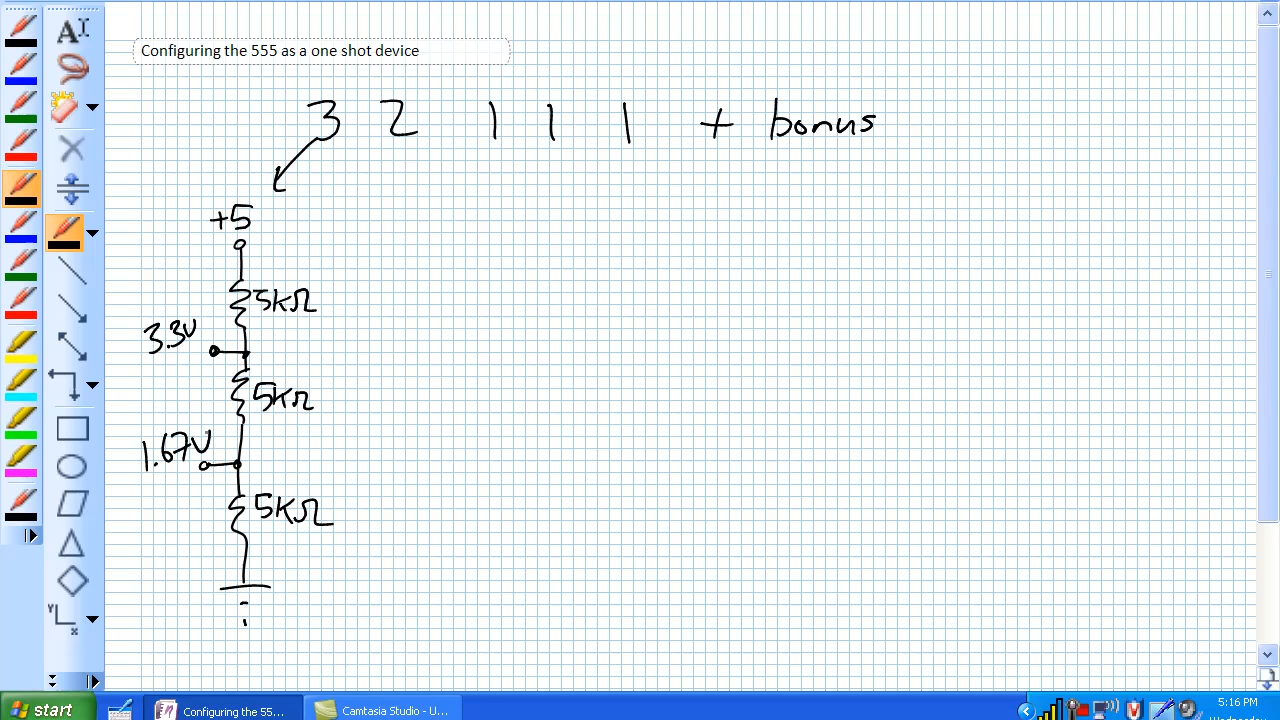 Configuring the 555 as a one shot device
3 2 1 1 1 + bonus
+5
5kΩ
3.3V
5kΩ
1.67V
5kΩ
start
Configuring the 55...
Camtasia Studio - U...
5:16 PM